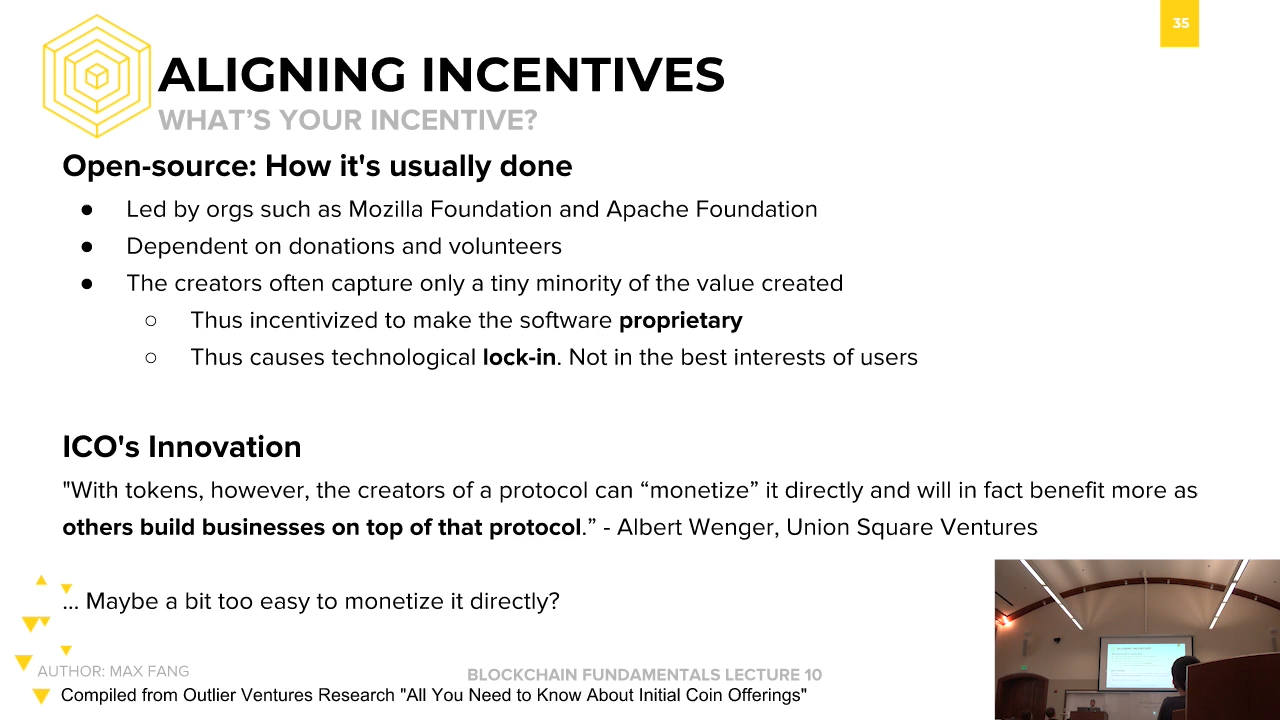 35
ALIGNING INCENTIVES
WHAT'S YOUR INCENTIVE?
Open-source: How it's usually done
● Led by orgs such as Mozilla Foundation and Apache Foundation
● Dependent on donations and volunteers
● The creators often capture only a tiny minority of the value created
○ Thus incentivized to make the software proprietary
○ Thus causes technological lock-in. Not in the best interests of users
ICO's Innovation
"With tokens, however, the creators of a protocol can “monetize” it directly and will in fact benefit more as
others build businesses on top of that protocol.” - Albert Wenger, Union Square Ventures
... Maybe a bit too easy to monetize it directly?
AUTHOR: MAX FANG
BLOCKCHAIN FUNDAMENTALS LECTURE 10
Compiled from Outlier Ventures Research "All You Need to Know About Initial Coin Offerings"